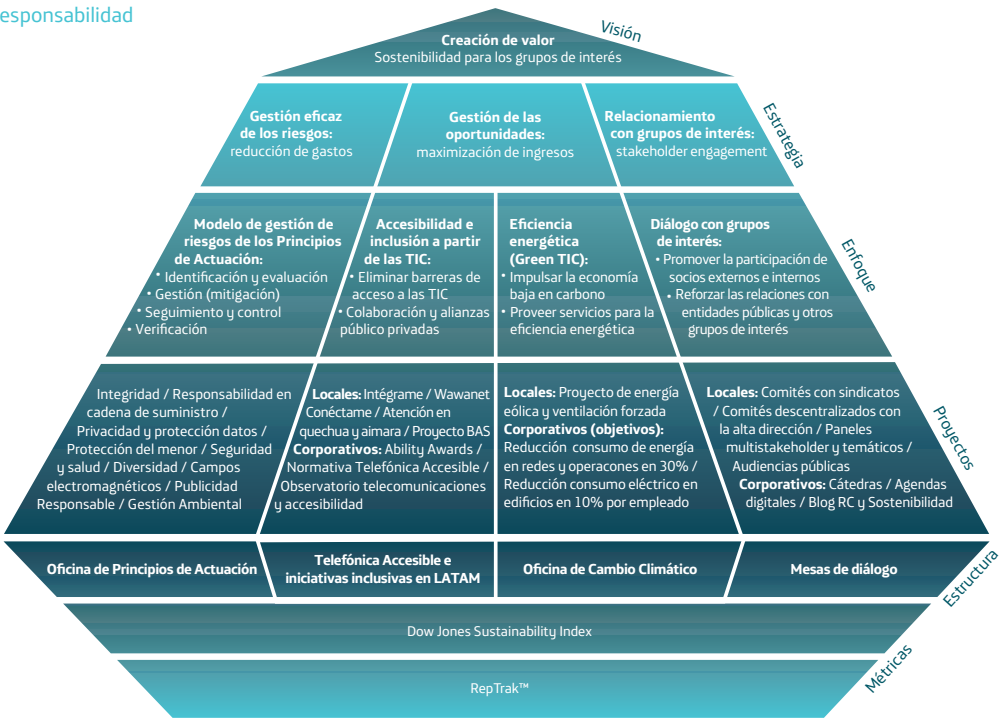 esponsabilidad
Visión
Creación de valor
Sostenibilidad para los grupos de interés
Estrategia
Gestión eficaz
de los riesgos:
reducción de gastos
Gestión de las
oportunidades:
maximización de ingresos
Relacionamiento
con grupos de interés:
stakeholder engagement
Enfoque
Modelo de gestión de
riesgos de los Principios
de Actuación:
• Identificación y evaluación
• Gestión (mitigación)
• Seguimiento y control
• Verificación
Accesibilidad e
inclusión a partir
de las TIC:
• Eliminar barreras de
acceso a las TIC
• Colaboración y alianzas
público privadas
Eficiencia
energética
(Green TIC):
• Impulsar la economía
baja en carbono
• Proveer servicios para la
eficiencia energética
Diálogo con grupos
de interés:
• Promover la participación de
socios externos e internos
• Reforzar las relaciones con
entidades públicas y otros
grupos de interés
Proyectos
Integridad / Responsabilidad en
cadena de suministro /
Privacidad y protección datos /
Protección del menor / Seguridad
y salud / Diversidad / Campos
electromagnéticos / Publicidad
Responsable / Gestión Ambiental
Locales: Intégrame / Wawanet
Conéctame / Atención en
quechua y aimara / Proyecto BAS
Corporativos: Ability Awards /
Normativa Telefónica Accesible /
Observatorio telecomunicaciones
y accesibilidad
Locales: Proyecto de energía
eólica y ventilación forzada
Corporativos (objetivos):
Reducción consumo de energía
en redes y operacones en 30% /
Reducción consumo eléctrico en
edificios en 10% por empleado
Locales: Comités con sindicatos
/ Comités descentralizados con
la alta dirección / Paneles
multistakeholder y temáticos /
Audiencias públicas
Corporativos: Cátedras / Agendas
digitales / Blog RC y Sostenibilidad
Estructura
Oficina de Principios de Actuación
Telefónica Accesible e
iniciativas inclusivas en LATAM
Oficina de Cambio Climático
Mesas de diálogo
Métricas
Dow Jones Sustainability Index
RepTrak™